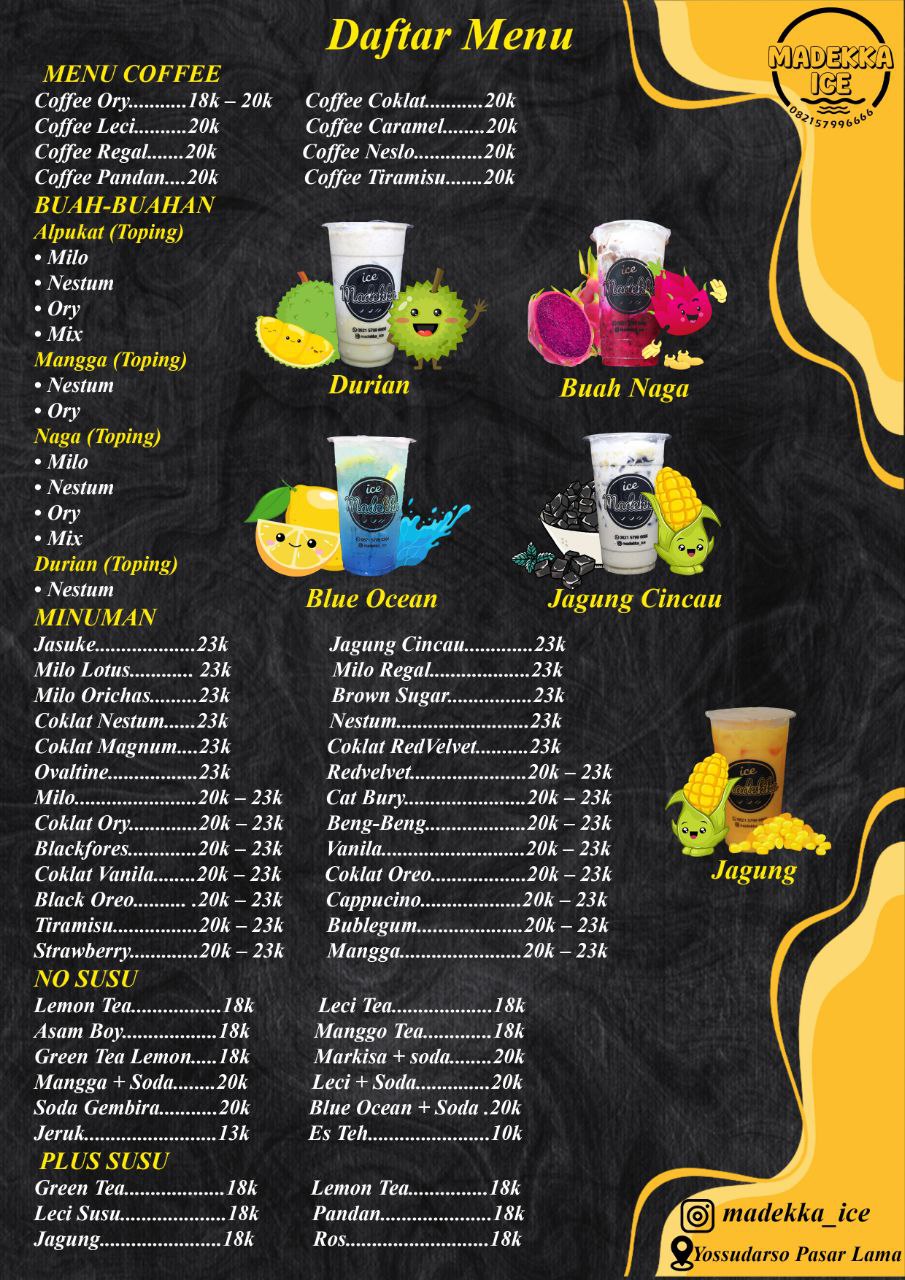 Daftar Menu
MADEKKA
ICE
082157996666
MENU COFFEE
Coffee Ory...........18k – 20k
Coffee Coklat...........20k
Coffee Leci..........20k
Coffee Caramel........20k
Coffee Regal.......20k
Coffee Neslo.............20k
Coffee Pandan....20k
Coffee Tiramisu.......20k
BUAH-BUAHAN
Alpukat (Toping)
• Milo
• Nestum
• Ory
• Mix
Mangga (Toping)
• Nestum
• Ory
Naga (Toping)
• Milo
• Nestum
• Ory
• Mix
Durian (Toping)
• Nestum
ice
Madekka
Durian
ice
Madekka
Buah Naga
ice
Madekka
Blue Ocean
ice
Madekka
Jagung Cincau
MINUMAN
Jasuke...................23k
Jagung Cincau.............23k
Milo Lotus............ 23k
Milo Regal...................23k
Milo Orichas.........23k
Brown Sugar................23k
Coklat Nestum......23k
Nestum.........................23k
Coklat Magnum....23k
Coklat RedVelvet..........23k
Ovaltine.................23k
Redvelvet......................20k – 23k
Milo.......................20k – 23k
Cat Bury.......................20k – 23k
Coklat Ory.............20k – 23k
Beng-Beng...................20k – 23k
Blackfores.............20k – 23k
Vanila...........................20k – 23k
Coklat Vanila........20k – 23k
Coklat Oreo..................20k – 23k
Black Oreo.......... .20k – 23k
Cappucino....................20k – 23k
Tiramisu................20k – 23k
Bublegum....................20k – 23k
Strawberry.............20k – 23k
Mangga.......................20k – 23k
ice
Madekka
Jagung
NO SUSU
Lemon Tea.................18k
Leci Tea...................18k
Asam Boy..................18k
Manggo Tea.............18k
Green Tea Lemon.....18k
Markisa + soda........20k
Mangga + Soda........20k
Leci + Soda..............20k
Soda Gembira...........20k
Blue Ocean + Soda .20k
Jeruk.........................13k
Es Teh.......................10k
PLUS SUSU
Green Tea...................18k
Lemon Tea...............18k
Leci Susu....................18k
Pandan.....................18k
Jagung.......................18k
Ros...........................18k
madekka_ice
Yossudarso Pasar Lama